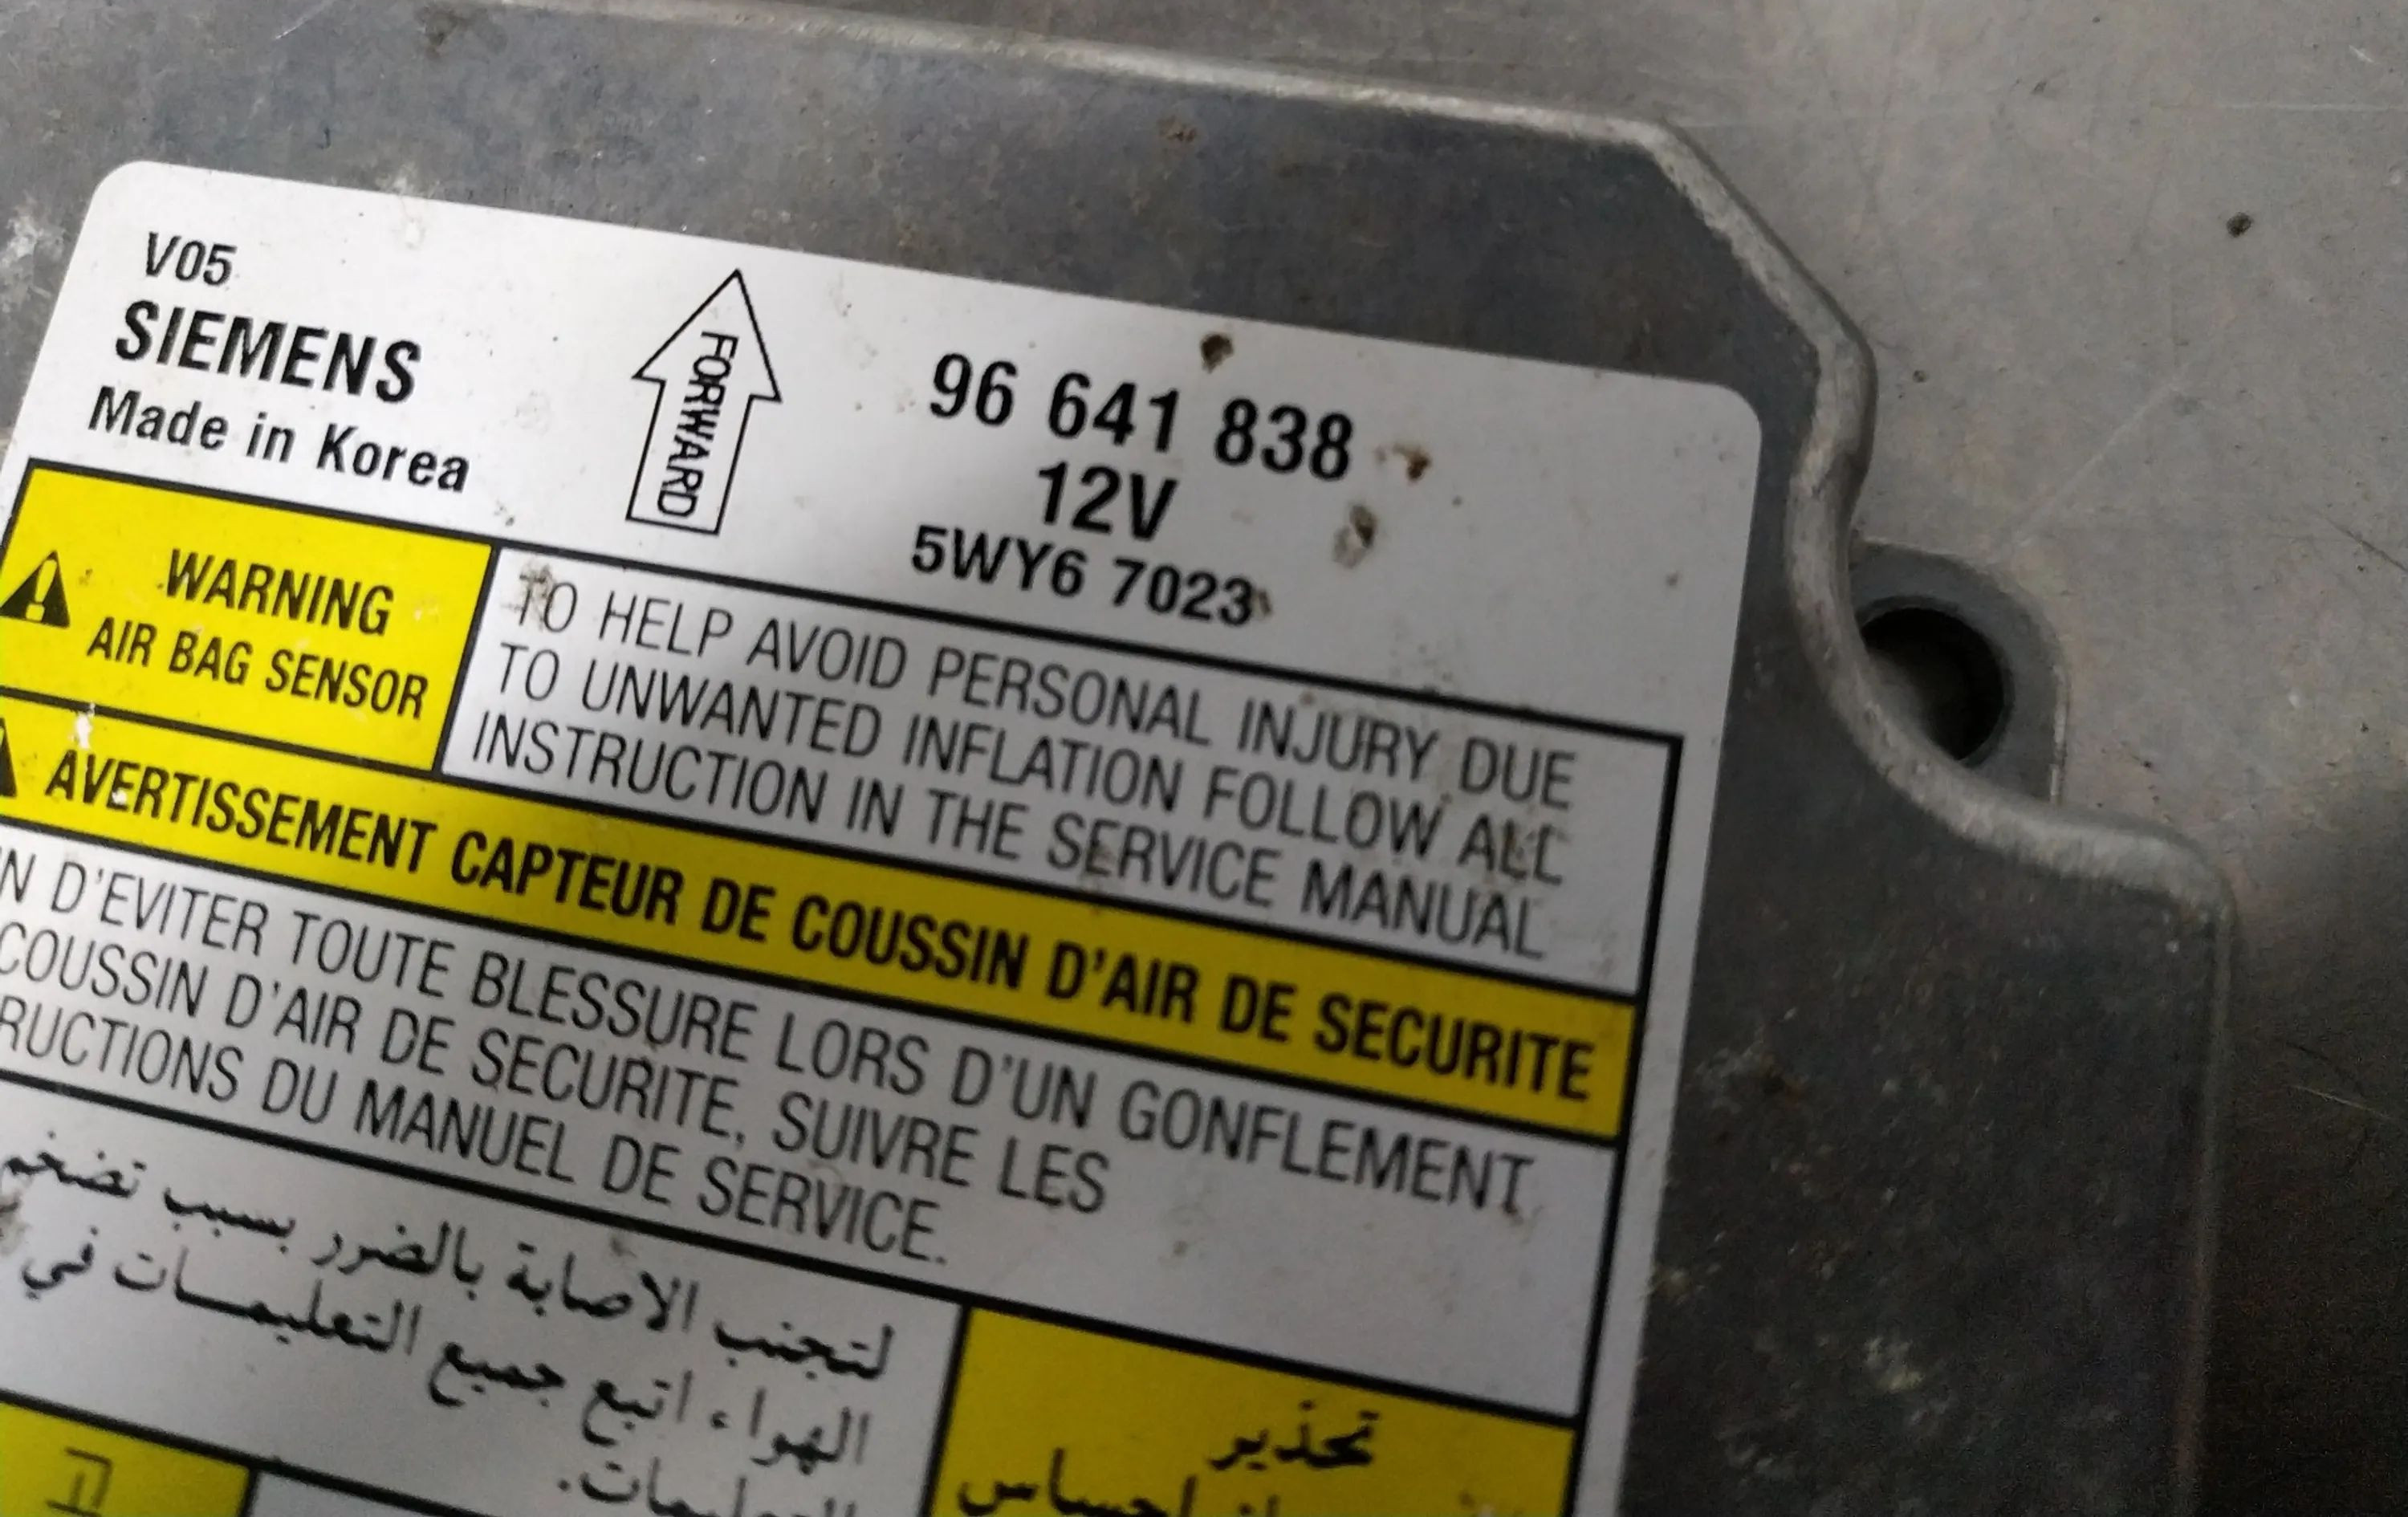 V05
SIEMENS
Made in Korea
FORWARD
96 641 838
12V
5WY6 7023
WARNING
AIR BAG SENSOR
TO HELP AVOID PERSONAL INJURY DUE
TO UNWANTED INFLATION FOLLOW ALL
INSTRUCTION IN THE SERVICE MANUAL
AVERTISSEMENT CAPTEUR DE COUSSIN D'AIR DE SECURITE
D'EVITER TOUTE BLESSURE LORS D'UN GONFLEMENT
COUSSIN D'AIR DE SECURITE, SUIVRE LES
RUCTIONS DU MANUEL DE SERVICE.
لتجنب الاصابة بالضرر بسبب تضخم
الهواء، اتبع جميع التعليمات في
تحذير
احساس